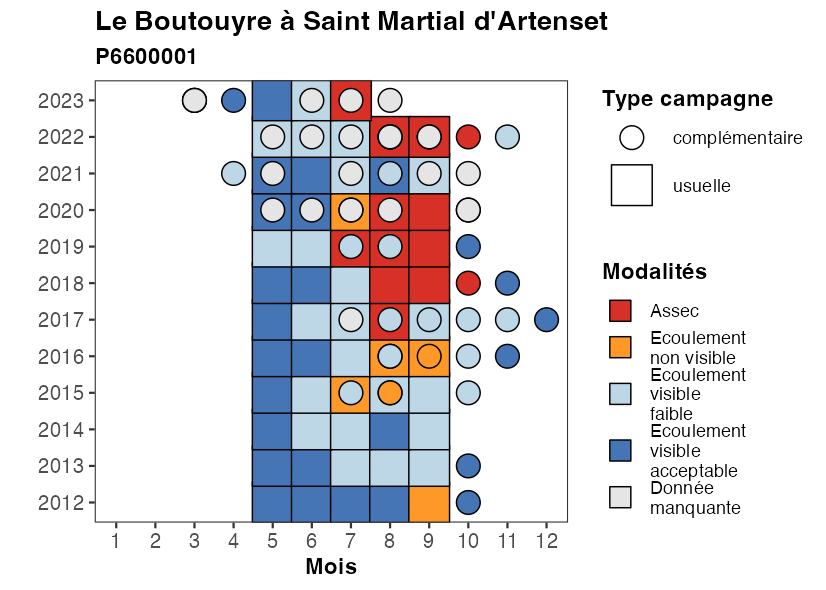 Le Boutouyre à Saint Martial d'Artenset
P6600001
2023
2022
2021
2020
2019
2018
2017
2016
2015
2014
2013
2012
1 2 3 4 5 6 7 8 9 10 11 12
Mois
Type campagne
complémentaire
usuelle
Modalités
Assec
Ecoulement
non visible
Ecoulement
visible
faible
Ecoulement
visible
acceptable
Donnée
manquante